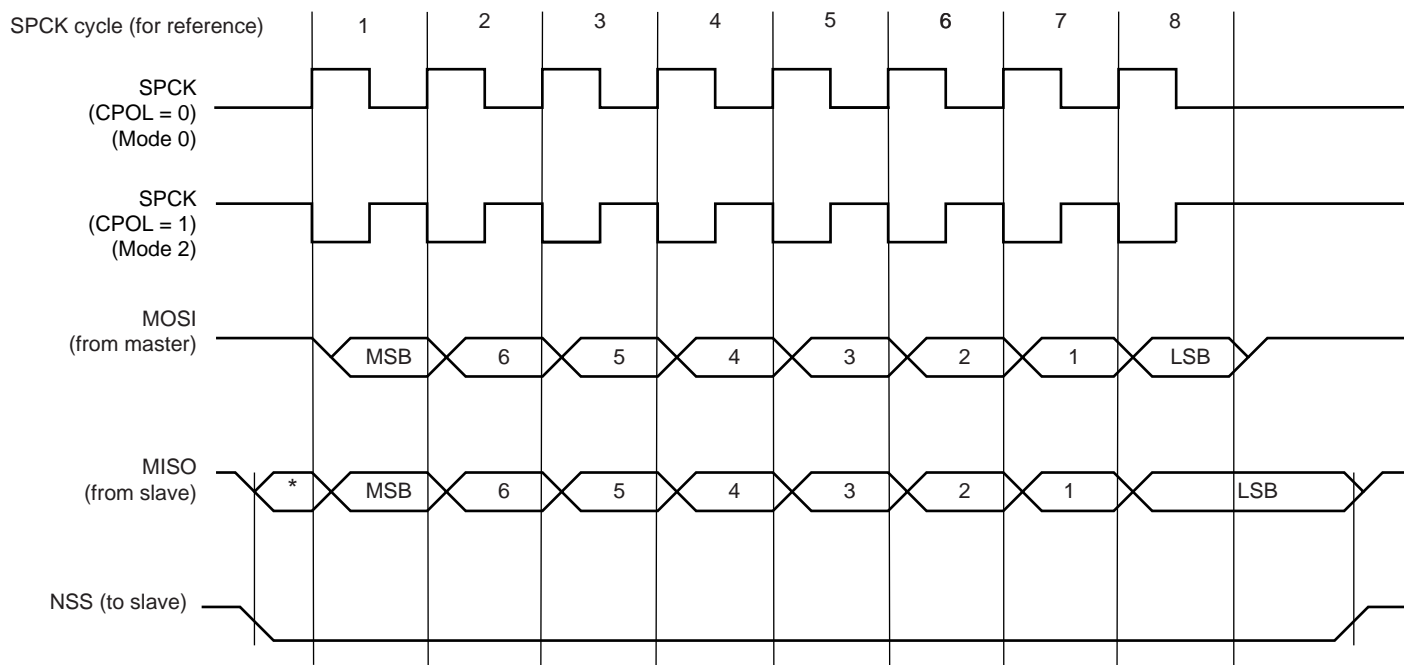 SPCK cycle (for reference) 1 2 3 4 5 6 7 8
SPCK
(CPOL = 0)
(Mode 0)
SPCK
(CPOL = 1)
(Mode 2)
MOSI
(from master)
MSB 6 5 4 3 2 1 LSB
MISO
(from slave)
* MSB 6 5 4 3 2 1 LSB
NSS (to slave)